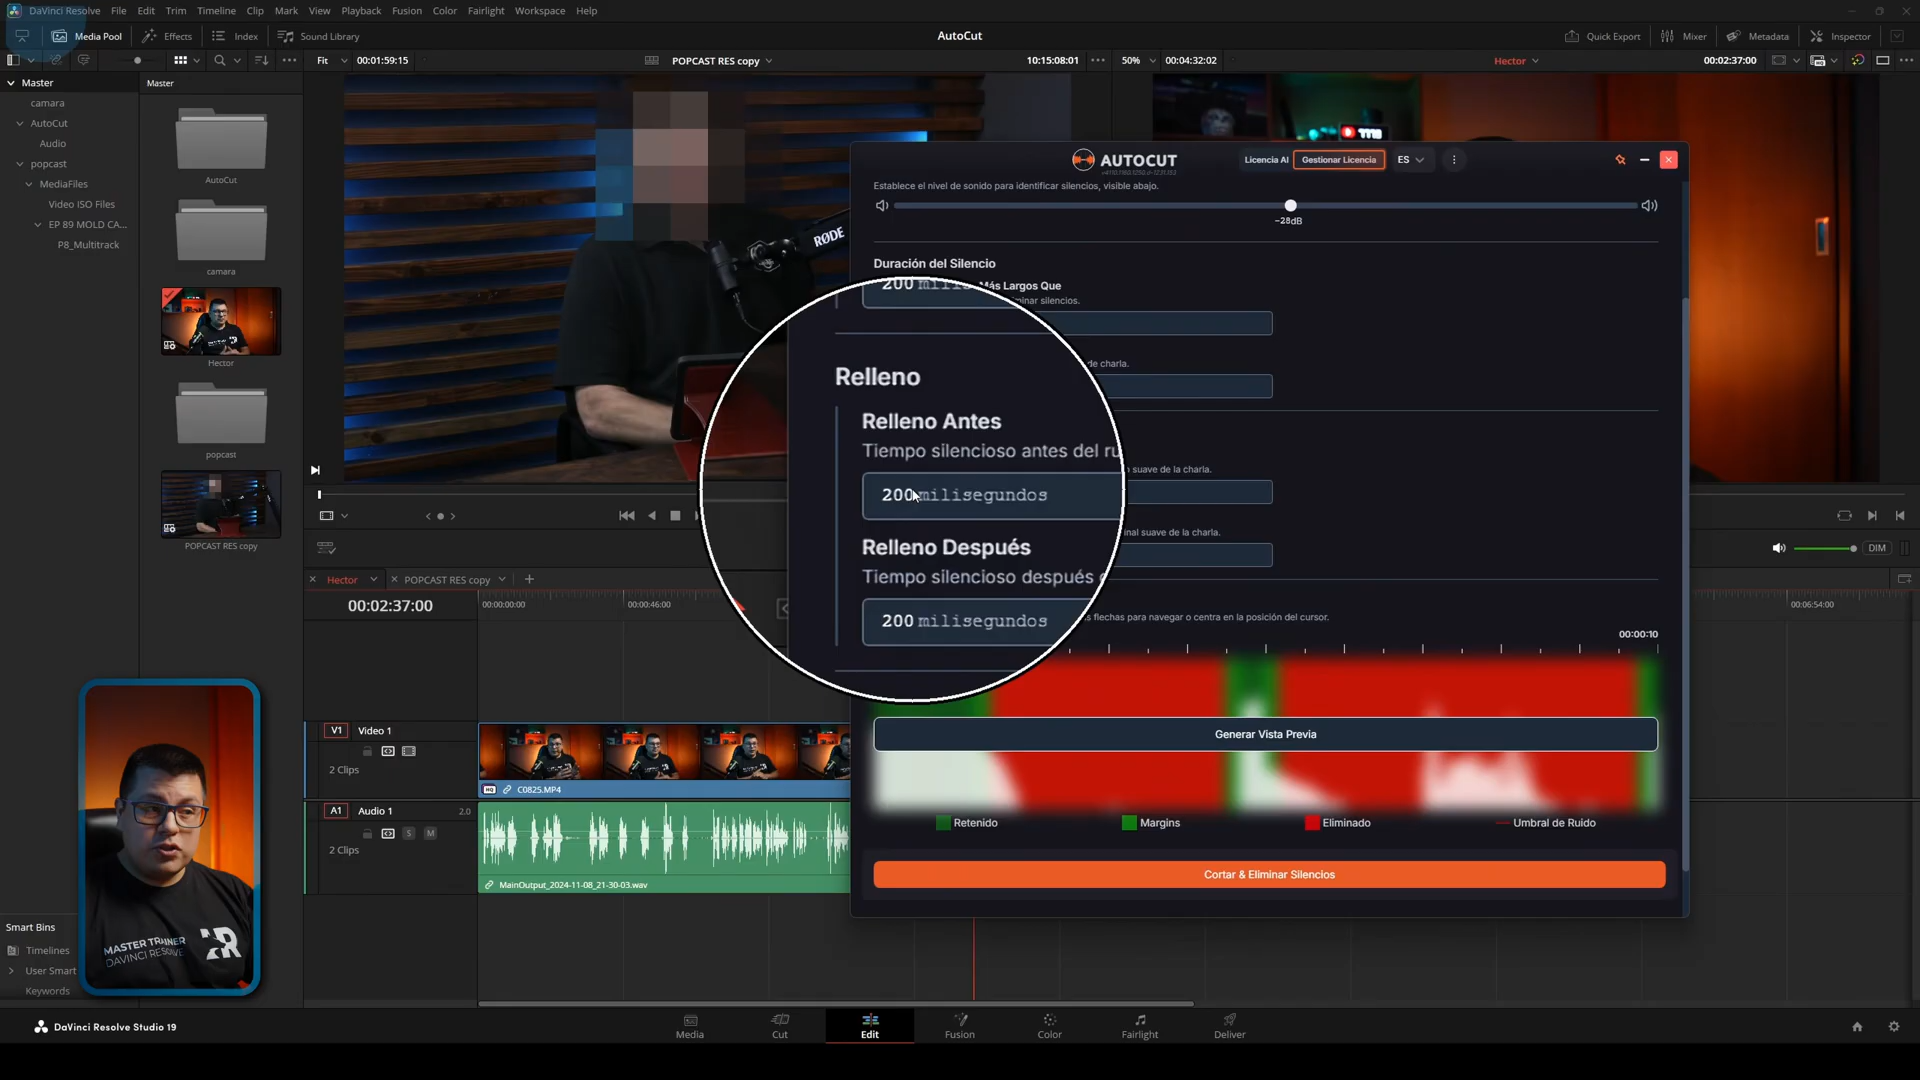 DaVinci Resolve File Edit Trim Timeline Clip Mark View Playback Fusion Color Fairlight Workspace Help
Media Pool Effects Index Sound Library
AutoCut
Quick Export Mixer Metadata Inspector
Fit 00:01:59:15
POPCAST RES copy
10:15:08:01
50% 00:04:32:02
Hector
00:02:37:00
Master
camara
AutoCut
Audio
popcast
MediaFiles
Video ISO Files
EP 89 MOLD CA...
P8_Multitrack
Master
AutoCut
camara
Hector
popcast
POPCAST RES copy
RØDE
AUTOCUT
Licencia AI Gestionar Licencia ES
Establece el nivel de sonido para identificar silencios, visible abajo.
-28dB
Duración del Silencio
Más Largos Que
iminar silencios.
de charla.
suave de la charla.
inal suave de la charla.
flechas para navegar o centra en la posición del cursor.
00:00:10
200
Relleno
Relleno Antes
Tiempo silencioso antes del ru
200 milisegundos
Relleno Después
Tiempo silencioso después
200 milisegundos
Generar Vista Previa
Retenido Margins Eliminado Umbral de Ruido
Cortar & Eliminar Silencios
DIM
Hector POPCAST RES copy
00:02:37:00
00:00:00:00 00:00:46:00 00:06:54:00
V1 Video 1
2 Clips
C0825.MP4
A1 Audio 1 2.0
S M
2 Clips
MainOutput_2024-11-08_21-30-03.wav
MASTER TRAINER
DAVINCI RESOLVE
Smart Bins
Timelines
User Smart
Keywords
DaVinci Resolve Studio 19
Media Cut Edit Fusion Color Fairlight Deliver